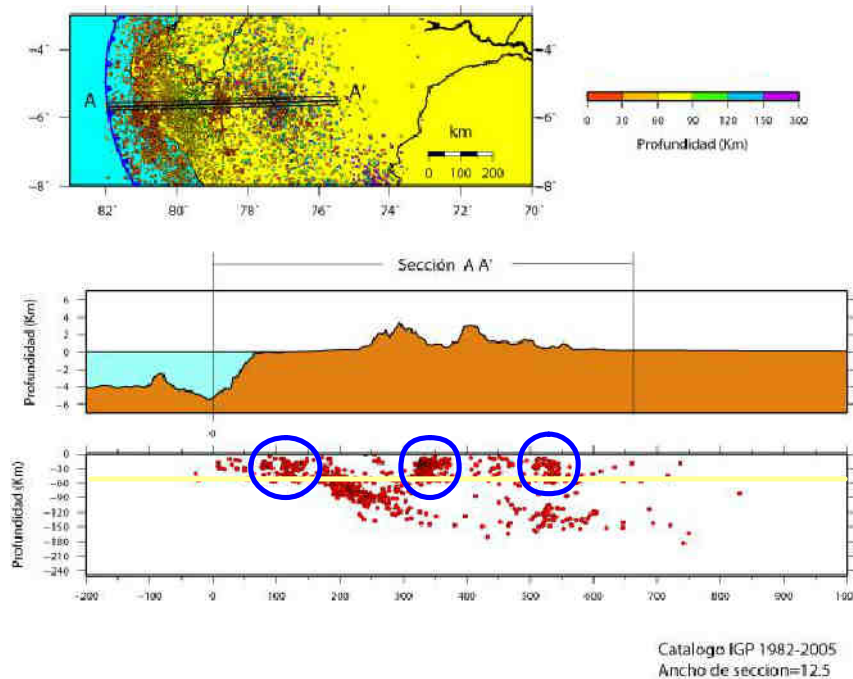 -4° -4°
A A'
-6° -6°
km
0 100 200
-8° -8°
82° 80° 78° 76° 74° 72° 70°
0 30 60 90 120 150 300
Profundidad (Km)
Sección A A'
Profundidad (Km)
6
4
2
0
-2
-4
-6
0
Profundidad (Km)
0
-30
-60
-90
-120
-150
-180
-210
-240
-200 -100 0 100 200 300 400 500 600 700 800 900 1000
Catalogo IGP 1982-2005
Ancho de seccion=12.5